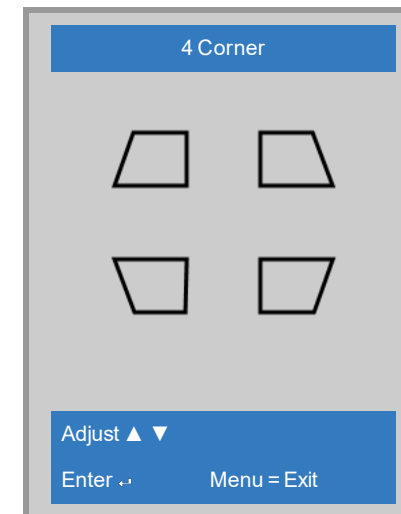 4 Corner
Adjust ▲ ▼
Enter ↵ Menu = Exit